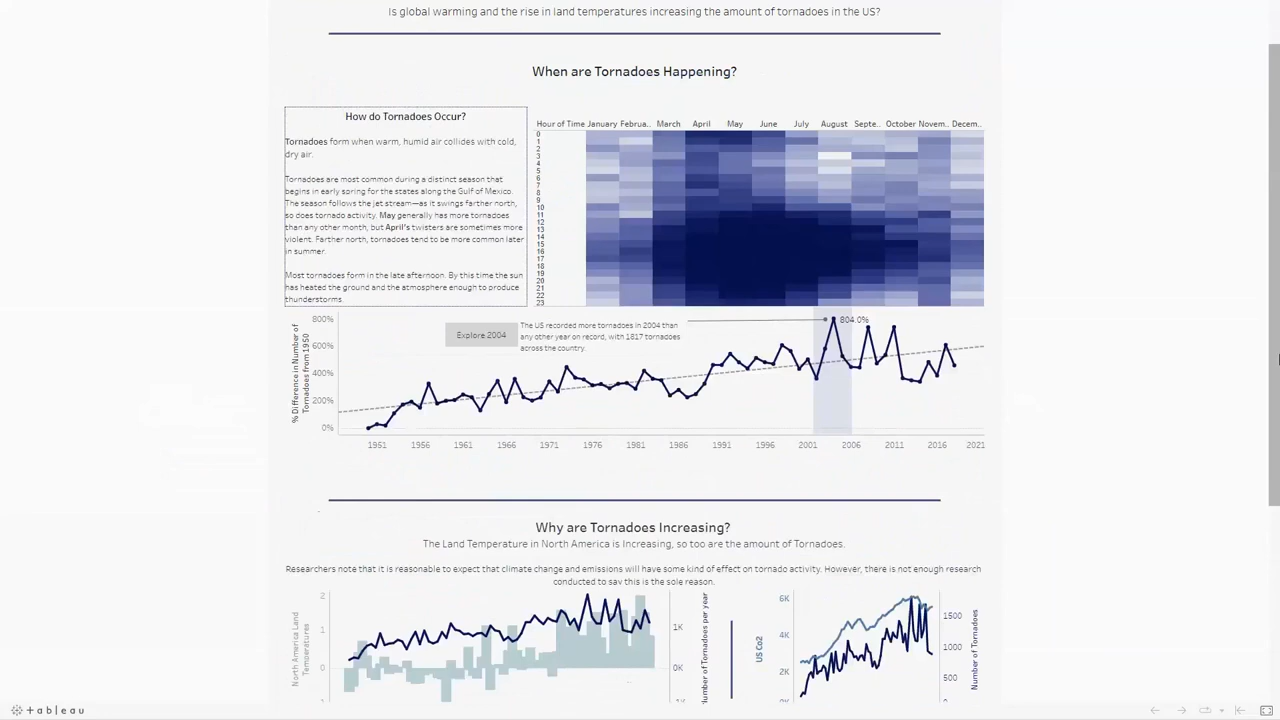 Is global warming and the rise in land temperatures increasing the amount of tornadoes in the US?
When are Tornadoes Happening?
How do Tornadoes Occur?
Tornadoes form when warm, humid air collides with cold,
dry air.
Tornadoes are most common during a distinct season that
begins in early spring for the states along the Gulf of Mexico.
The season follows the jet stream—as it swings farther north,
so does tornado activity. May generally has more tornadoes
than any other month, but April's twisters are sometimes more
violent. Farther north, tornadoes tend to be more common later
in summer.
Most tornadoes form in the late afternoon. By this time the sun
has heated the ground and the atmosphere enough to produce
thunderstorms.
Hour of Time January Februa.. March April May June July August Septe.. October Novem.. Decem..
0
1
2
3
4
5
6
7
8
9
10
11
12
13
14
15
16
17
18
19
20
21
22
23
% Difference in Number of
Tornadoes from 1950
800%
600%
400%
200%
0%
Explore 2004
The US recorded more tornadoes in 2004 than
any other year on record, with 1817 tornadoes
across the country.
804.0%
1951 1956 1961 1966 1971 1976 1981 1986 1991 1996 2001 2006 2011 2016 2021
Why are Tornadoes Increasing?
The Land Temperature in North America is Increasing, so too are the amount of Tornadoes.
Researchers note that it is reasonable to expect that climate change and emissions will have some kind of effect on tornado activity. However, there is not enough research
conducted to say this is the sole reason.
North America Land
Temperatures
2
1
0
1K
0K
-1K
Number of Tornadoes per year
US Co2
6K
4K
2K
0K
1500
1000
500
0
Number of Tornadoes
+ableau